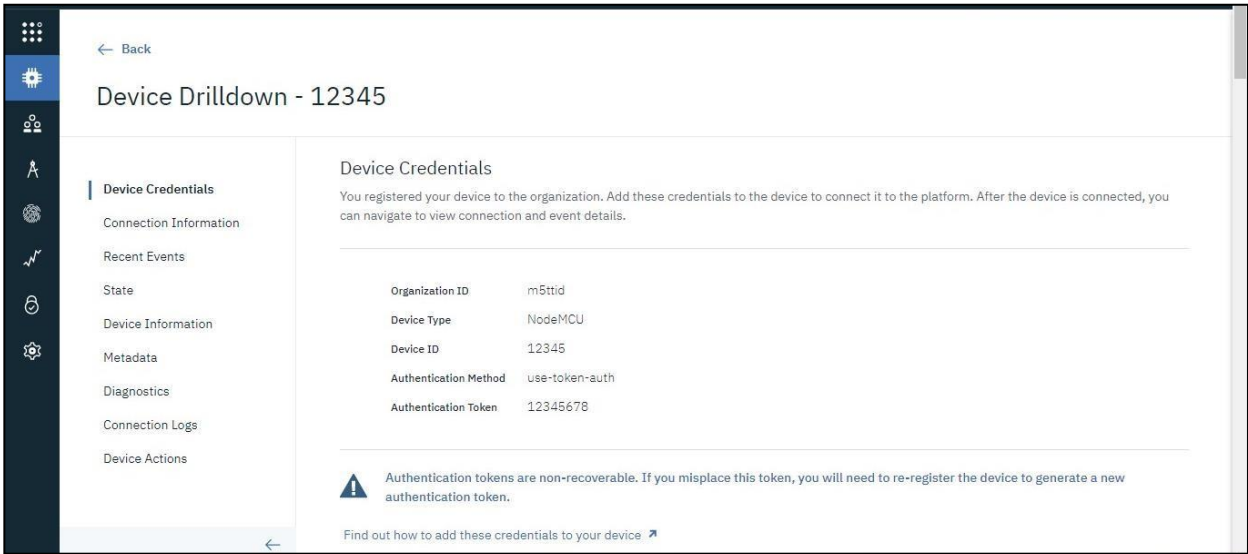 Back
Device Drilldown - 12345
Device Credentials
Connection Information
Recent Events
State
Device Information
Metadata
Diagnostics
Connection Logs
Device Actions
Device Credentials
You registered your device to the organization. Add these credentials to the device to connect it to the platform. After the device is connected, you
can navigate to view connection and event details.
Organization ID m5ttid
Device Type NodeMCU
Device ID 12345
Authentication Method use-token-auth
Authentication Token 12345678
Authentication tokens are non-recoverable. If you misplace this token, you will need to re-register the device to generate a new
authentication token.
Find out how to add these credentials to your device